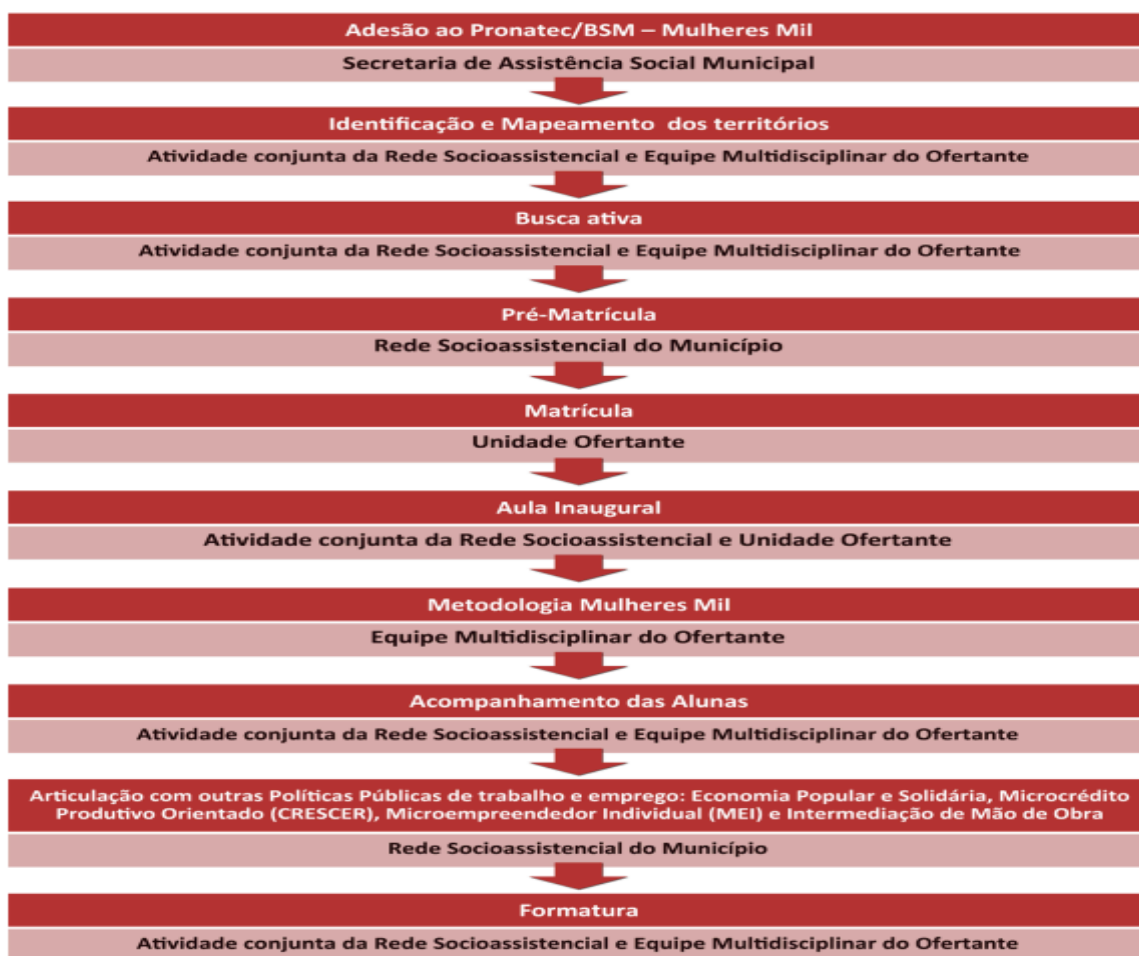 Adesão ao Pronatec/BSM – Mulheres Mil
Secretaria de Assistência Social Municipal
Identificação e Mapeamento dos territórios
Atividade conjunta da Rede Socioassistencial e Equipe Multidisciplinar do Ofertante
Busca ativa
Atividade conjunta da Rede Socioassistencial e Equipe Multidisciplinar do Ofertante
Pré-Matrícula
Rede Socioassistencial do Município
Matrícula
Unidade Ofertante
Aula Inaugural
Atividade conjunta da Rede Socioassistencial e Unidade Ofertante
Metodologia Mulheres Mil
Equipe Multidisciplinar do Ofertante
Acompanhamento das Alunas
Atividade conjunta da Rede Socioassistencial e Equipe Multidisciplinar do Ofertante
Articulação com outras Políticas Públicas de trabalho e emprego: Economia Popular e Solidária, Microcrédito
Produtivo Orientado (CRESCER), Microempreendedor Individual (MEI) e Intermediação de Mão de Obra
Rede Socioassistencial do Município
Formatura
Atividade conjunta da Rede Socioassistencial e Equipe Multidisciplinar do Ofertante